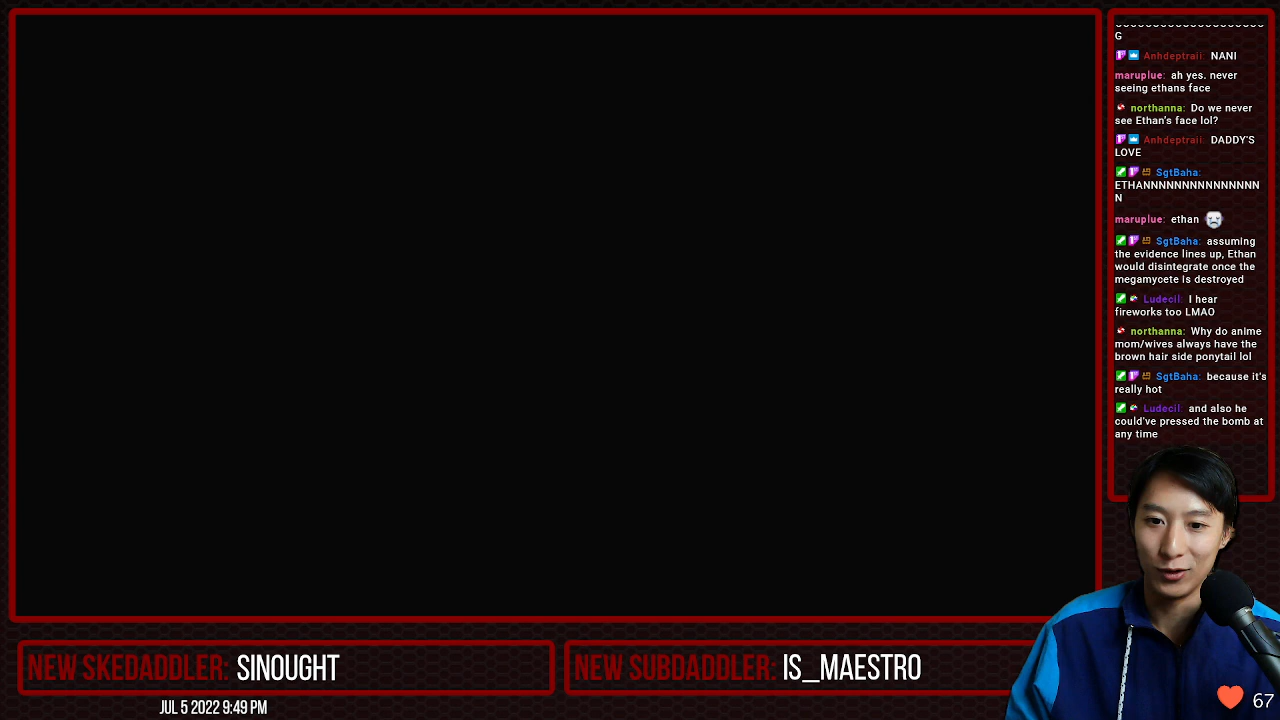 G
Anhdeptraii: NANI
maruplue: ah yes. never
seeing ethans face
northanna: Do we never
see Ethan's face lol?
Anhdeptraii: DADDY'S
LOVE
SgtBaha:
ETHANNNNNNNNNNNNNNN
N
maruplue: ethan
SgtBaha: assuming
the evidence lines up, Ethan
would disintegrate once the
megamycete is destroyed
Ludecil: I hear
fireworks too LMAO
northanna: Why do anime
mom/wives always have the
brown hair side ponytail lol
SgtBaha: because it's
really hot
Ludecil: and also he
could've pressed the bomb at
any time
NEW SKEDADDLER: SINOUGHT
NEW SUBDADDLER: IS_MAESTRO
JUL 5 2022 9:49 PM
67